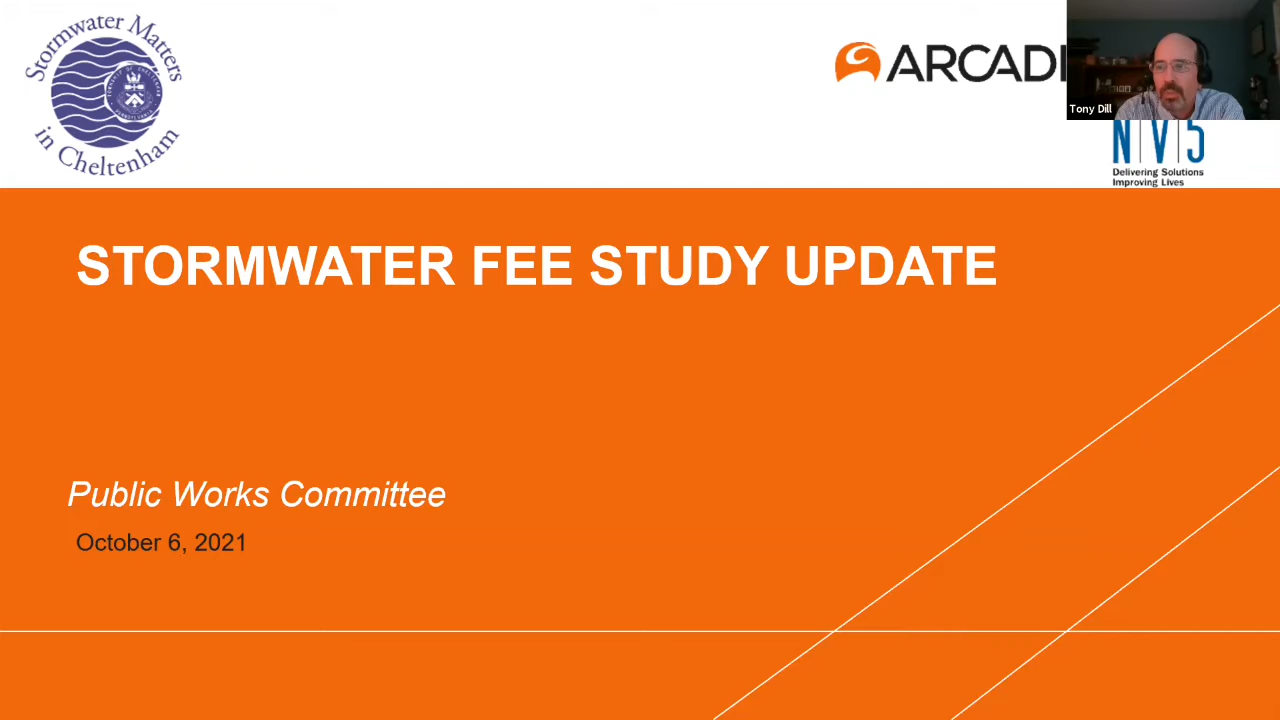 Stormwater Matters
in Cheltenham
ARCADI
Tony Dill
N|V|5
Delivering Solutions
Improving Lives
STORMWATER FEE STUDY UPDATE
Public Works Committee
October 6, 2021